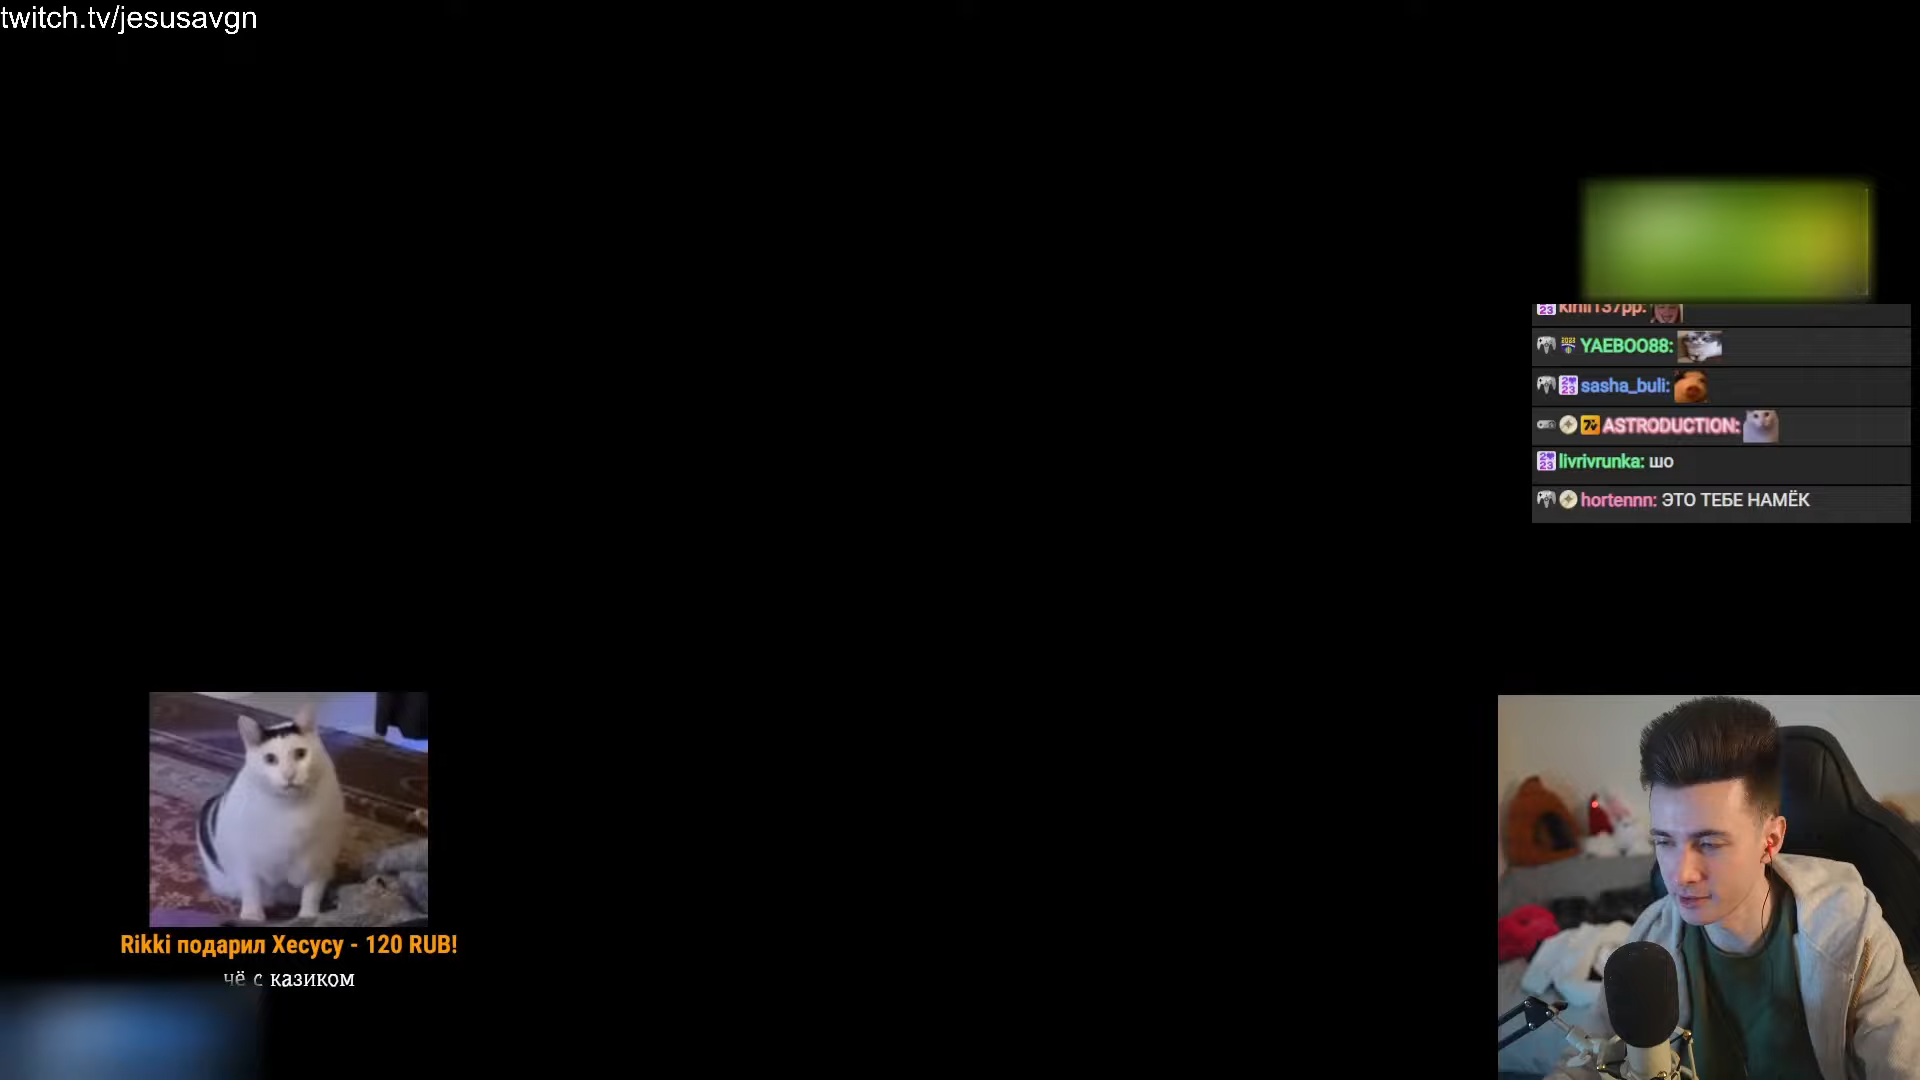 twitch.tv/jesusavgn
YAEBOO88:
sasha_buli:
ASTRODUCTION:
livrivrunka: шо
hortennn: ЭТО ТЕБЕ НАМЁК
Rikki подарил Хесусу - 120 RUB!
чё с казиком